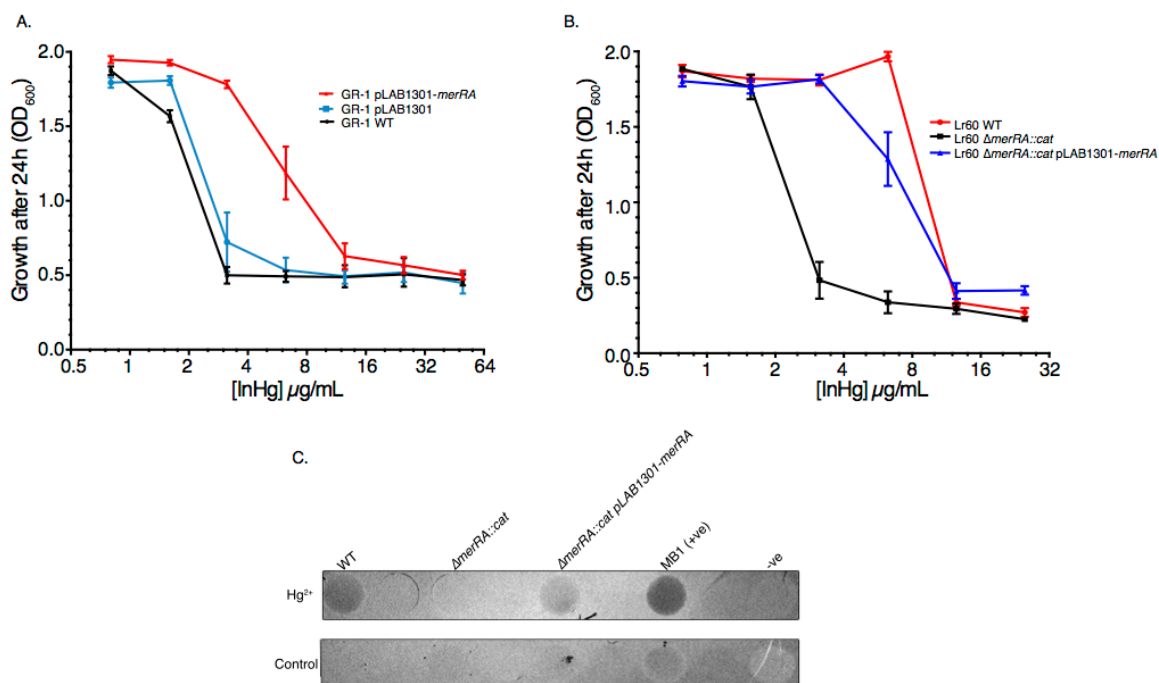 A.
B.
2.0
1.5
1.0
0.5
0.0
Growth after 24h (OD600)
GR-1 pLAB1301-merRA
GR-1 pLAB1301
GR-1 WT
0.5 1 2 4 8 16 32 64
[InHg] µg/mL
2.0
1.5
1.0
0.5
0.0
Growth after 24h (OD600)
Lr60 WT
Lr60 ΔmerRA::cat
Lr60 ΔmerRA::cat pLAB1301-merRA
0.5 1 2 4 8 16 32
[InHg] µg/mL
C.
WT
ΔmerRA::cat
ΔmerRA::cat pLAB1301-merRA
MB1 (+ve)
-ve
Hg2+
Control